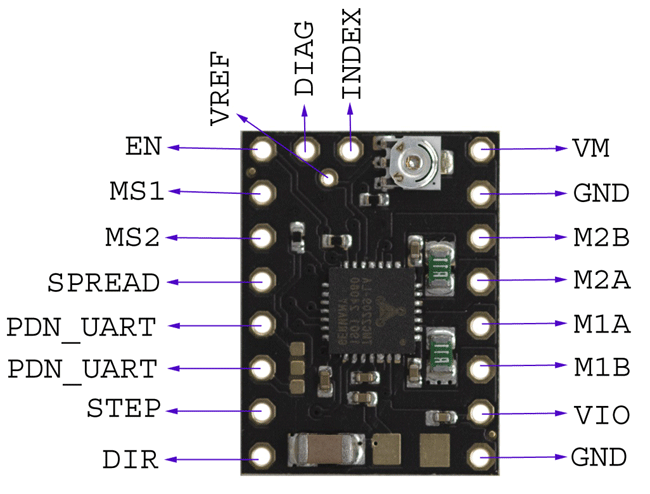 VREF
DIAG
INDEX
EN
VM
MS1
GND
MS2
M2B
SPREAD
M2A
PDN_UART
M1A
PDN_UART
M1B
STEP
VIO
DIR
GND